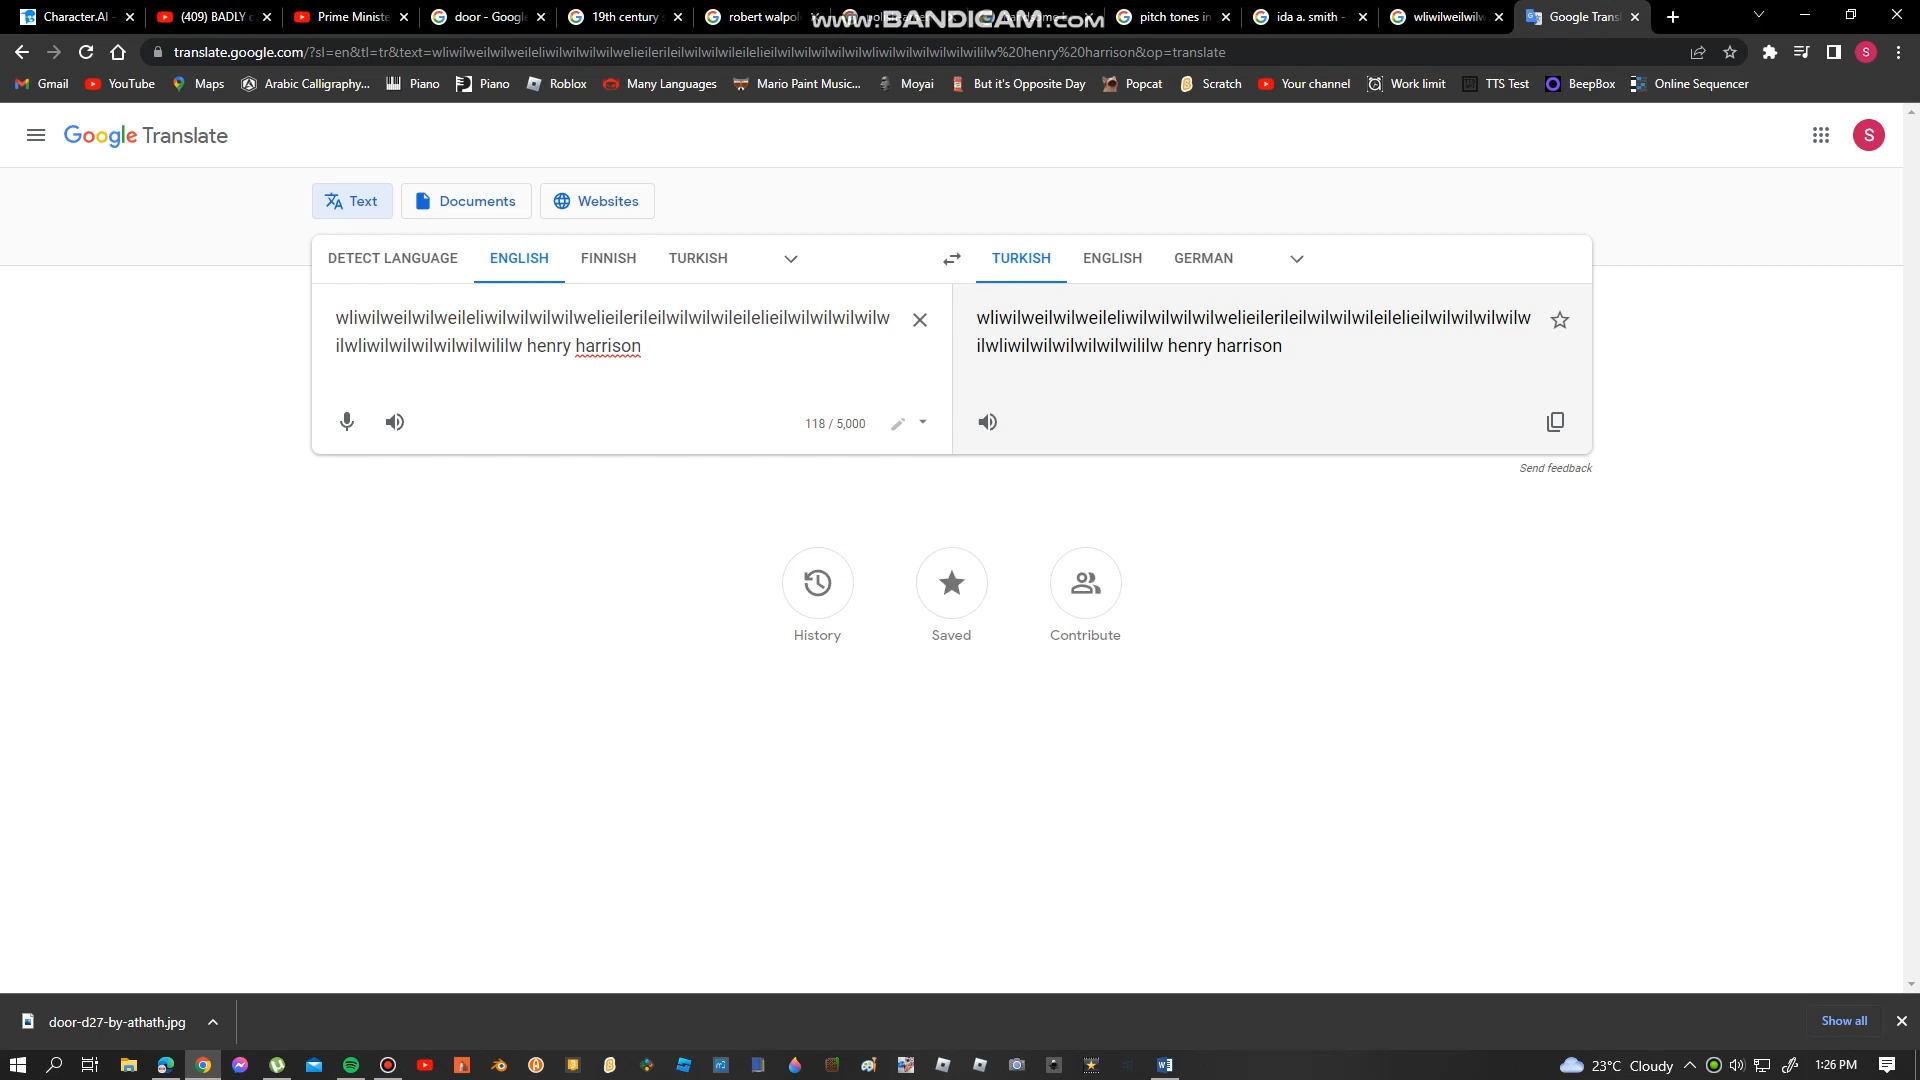 Character.AI -
(409) BADLY
Prime Ministe
door - Google
19th century
robert walpol
www.BANDICAM.com
pitch tones in
ida a. smith -
wliwilweilwilw
Google Trans
translate.google.com/?sl=en&tl=tr&text=wliwilweilwilweileliwilwilwilwilwelieilerileilwilwilwileilelieilwilwilwilwilwilwliwilwilwilwilwilwililw%20henry%20harrison&op=translate
S
Gmail
YouTube
Maps
Arabic Calligraphy...
Piano
Piano
Roblox
Many Languages
Mario Paint Music...
Moyai
But it's Opposite Day
Popcat
Scratch
Your channel
Work limit
TTS Test
BeepBox
Online Sequencer
Google Translate
S
Text
Documents
Websites
DETECT LANGUAGE
ENGLISH
FINNISH
TURKISH
TURKISH
ENGLISH
GERMAN
wliwilweilwilweileliwilwilwilwilwelieilerileilwilwilwileilelieilwilwilwilwilw
ilwliwilwilwilwilwilwililw henry harrison
118 / 5,000
wliwilweilwilweileliwilwilwilwilwelieilerileilwilwilwileilelieilwilwilwilwilw
ilwliwilwilwilwilwilwililw henry harrison
Send feedback
History
Saved
Contribute
door-d27-by-athath.jpg
Show all
23°C Cloudy
1:26 PM